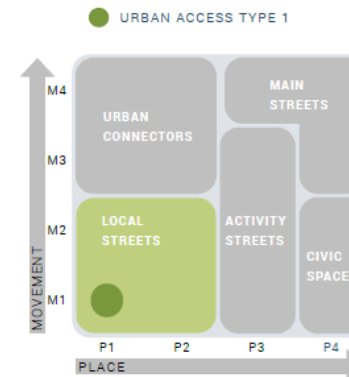 URBAN ACCESS TYPE 1
M4
MAIN
STREETS
URBAN
CONNECTORS
M3
M2
LOCAL
STREETS
ACTIVITY
STREETS
CIVIC
SPACE
M1
MOVEMENT
P1 P2 P3 P4
PLACE